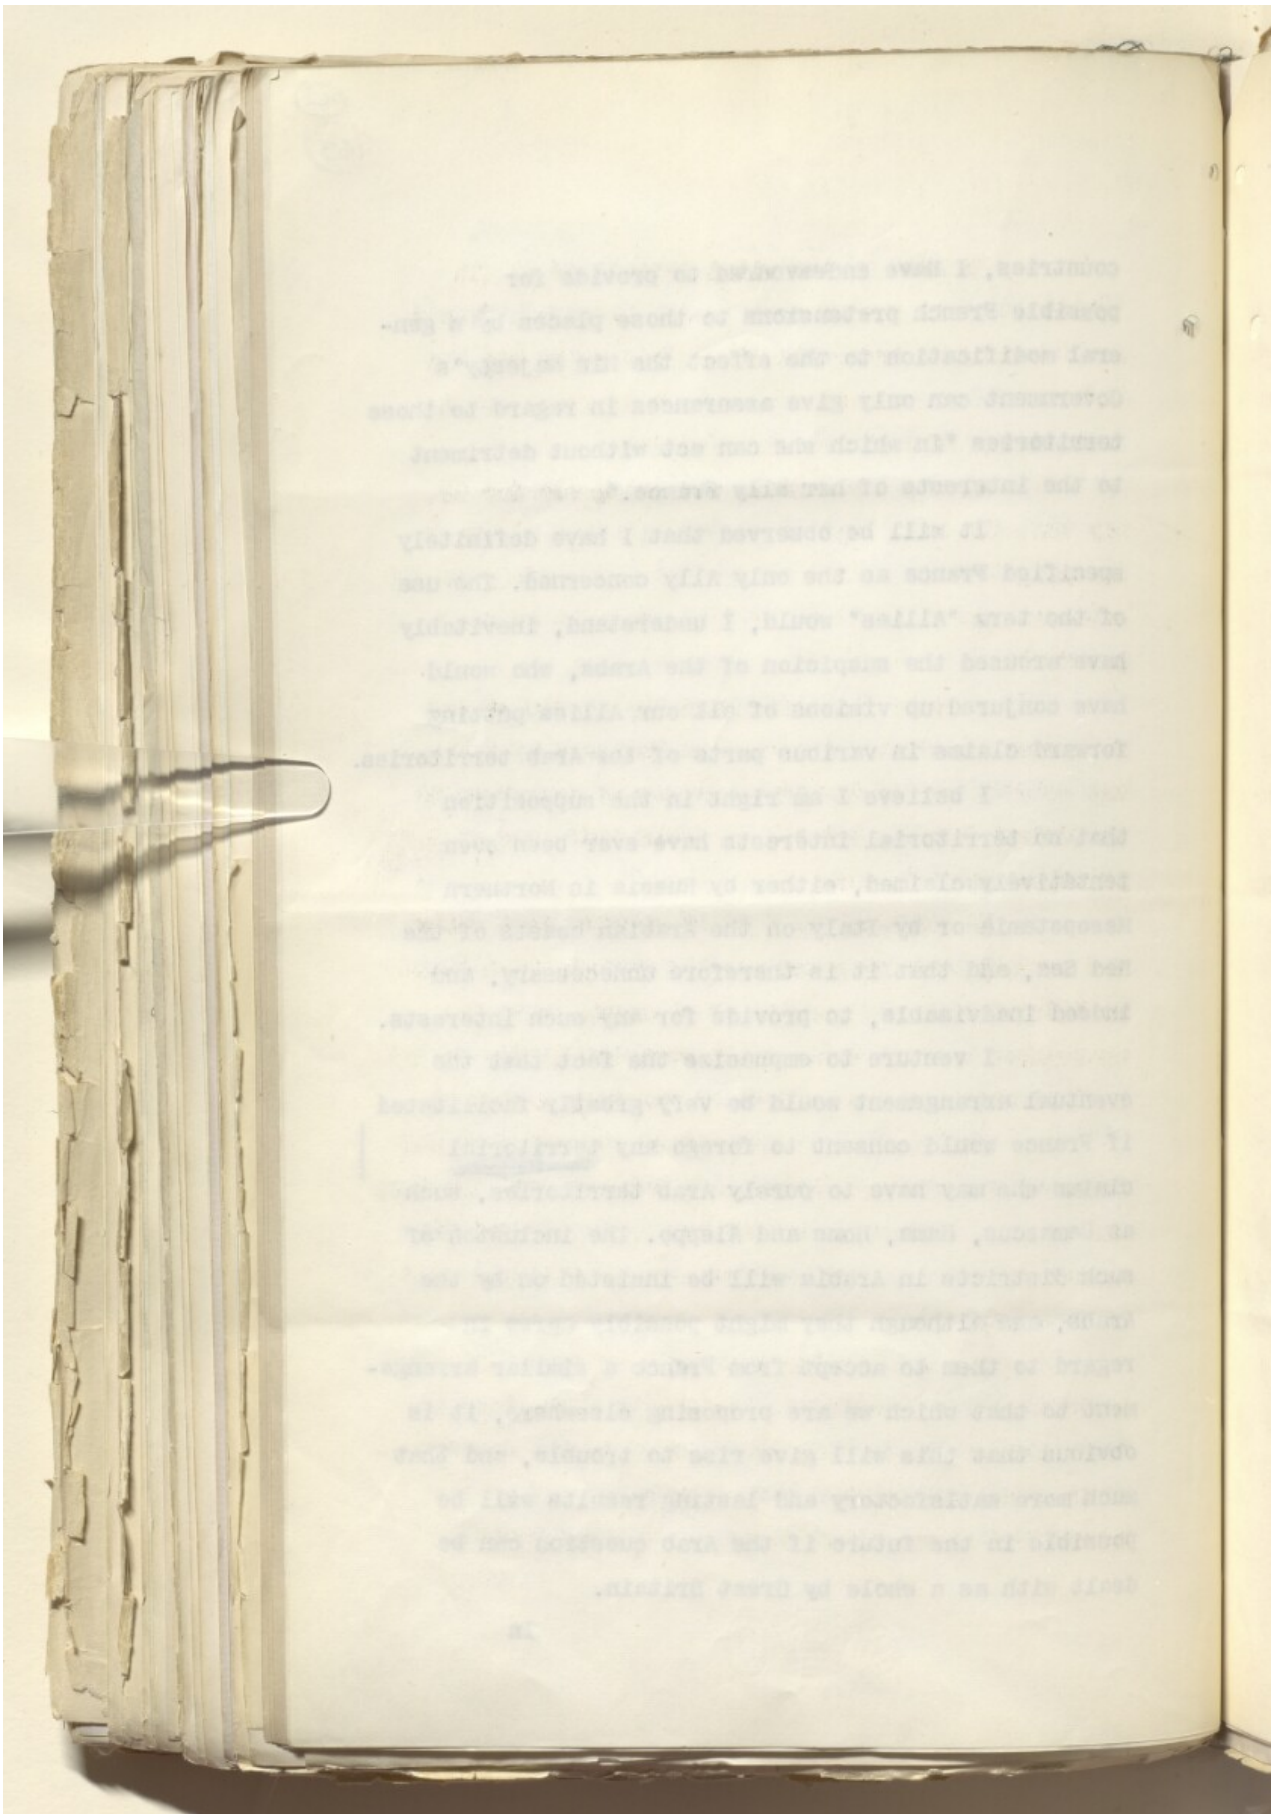 countries, I have endeavoured to provide for
possible French pretensions to those places by a gen-
eral modification to the effect the His Majesty's
Government can only give assurances in regard to those
territories "in which she can act without detriment
to the interests of her ally France."
It will be observed that I have definitely
specified France as the only Ally concerned. The use
of the term "Allies" would, I understand, inevitably
have aroused the suspicion of the Arabs, who would
have conjured up visions of all our Allies putting
forward claims in various parts of the Arab territories.
I believe I am right in the supposition
that no territorial interests have ever been even
tentatively claimed, either by Russia in Northern
Mesopotamia or by Italy on the Arabian coasts of the
Red Sea, and that it is therefore unnecessary, and
indeed inadvisable, to provide for any such interests.
I venture to emphasize the fact that the
eventual arrangement would be very greatly facilitated
if France would consent to forego any territorial
claims she may have to purely Arab territories, such
as Damascus, Hama, Homs and Aleppo. The inclusion of
such districts in Arabia will be insisted on by the
Arabs, and although they might possibly agree in
regard to them to accept from France a similar arrange-
ment to that which we are proposing elsewhere, it is
obvious that this will give rise to trouble, and that
much more satisfactory and lasting results will be
possible in the future if the Arab question can be
dealt with as a whole by Great Britain.
In